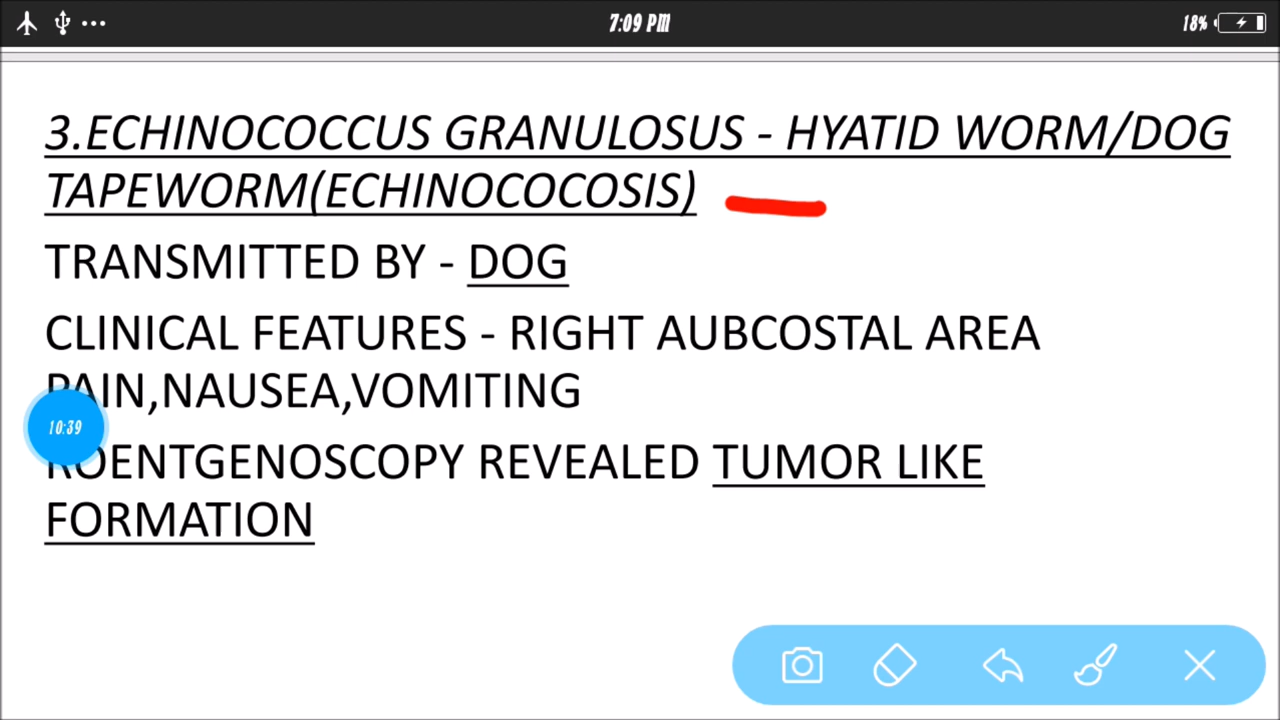 7:09 PM
18%
3.ECHINOCOCCUS GRANULOSUS - HYATID WORM/DOG
TAPEWORM(ECHINOCOCOSIS)
TRANSMITTED BY - DOG
CLINICAL FEATURES - RIGHT AUBCOSTAL AREA
PAIN,NAUSEA,VOMITING
10:39
ROENTGENOSCOPY REVEALED TUMOR LIKE
FORMATION